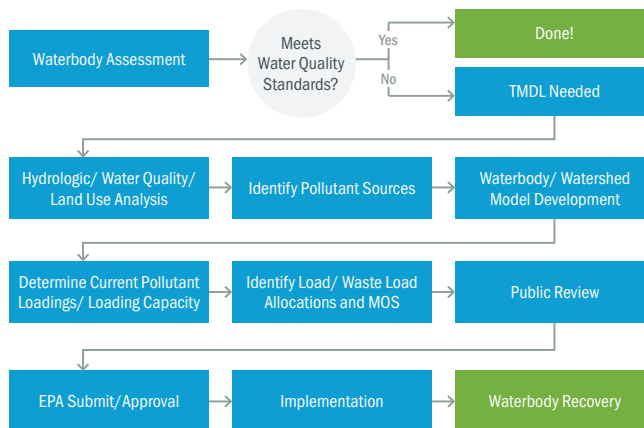 Waterbody Assessment
Meets
Water Quality
Standards?
Yes
No
Done!
TMDL Needed
Hydrologic/ Water Quality/
Land Use Analysis
Identify Pollutant Sources
Waterbody/ Watershed
Model Development
Determine Current Pollutant
Loadings/ Loading Capacity
Identify Load/ Waste Load
Allocations and MOS
Public Review
EPA Submit/Approval
Implementation
Waterbody Recovery